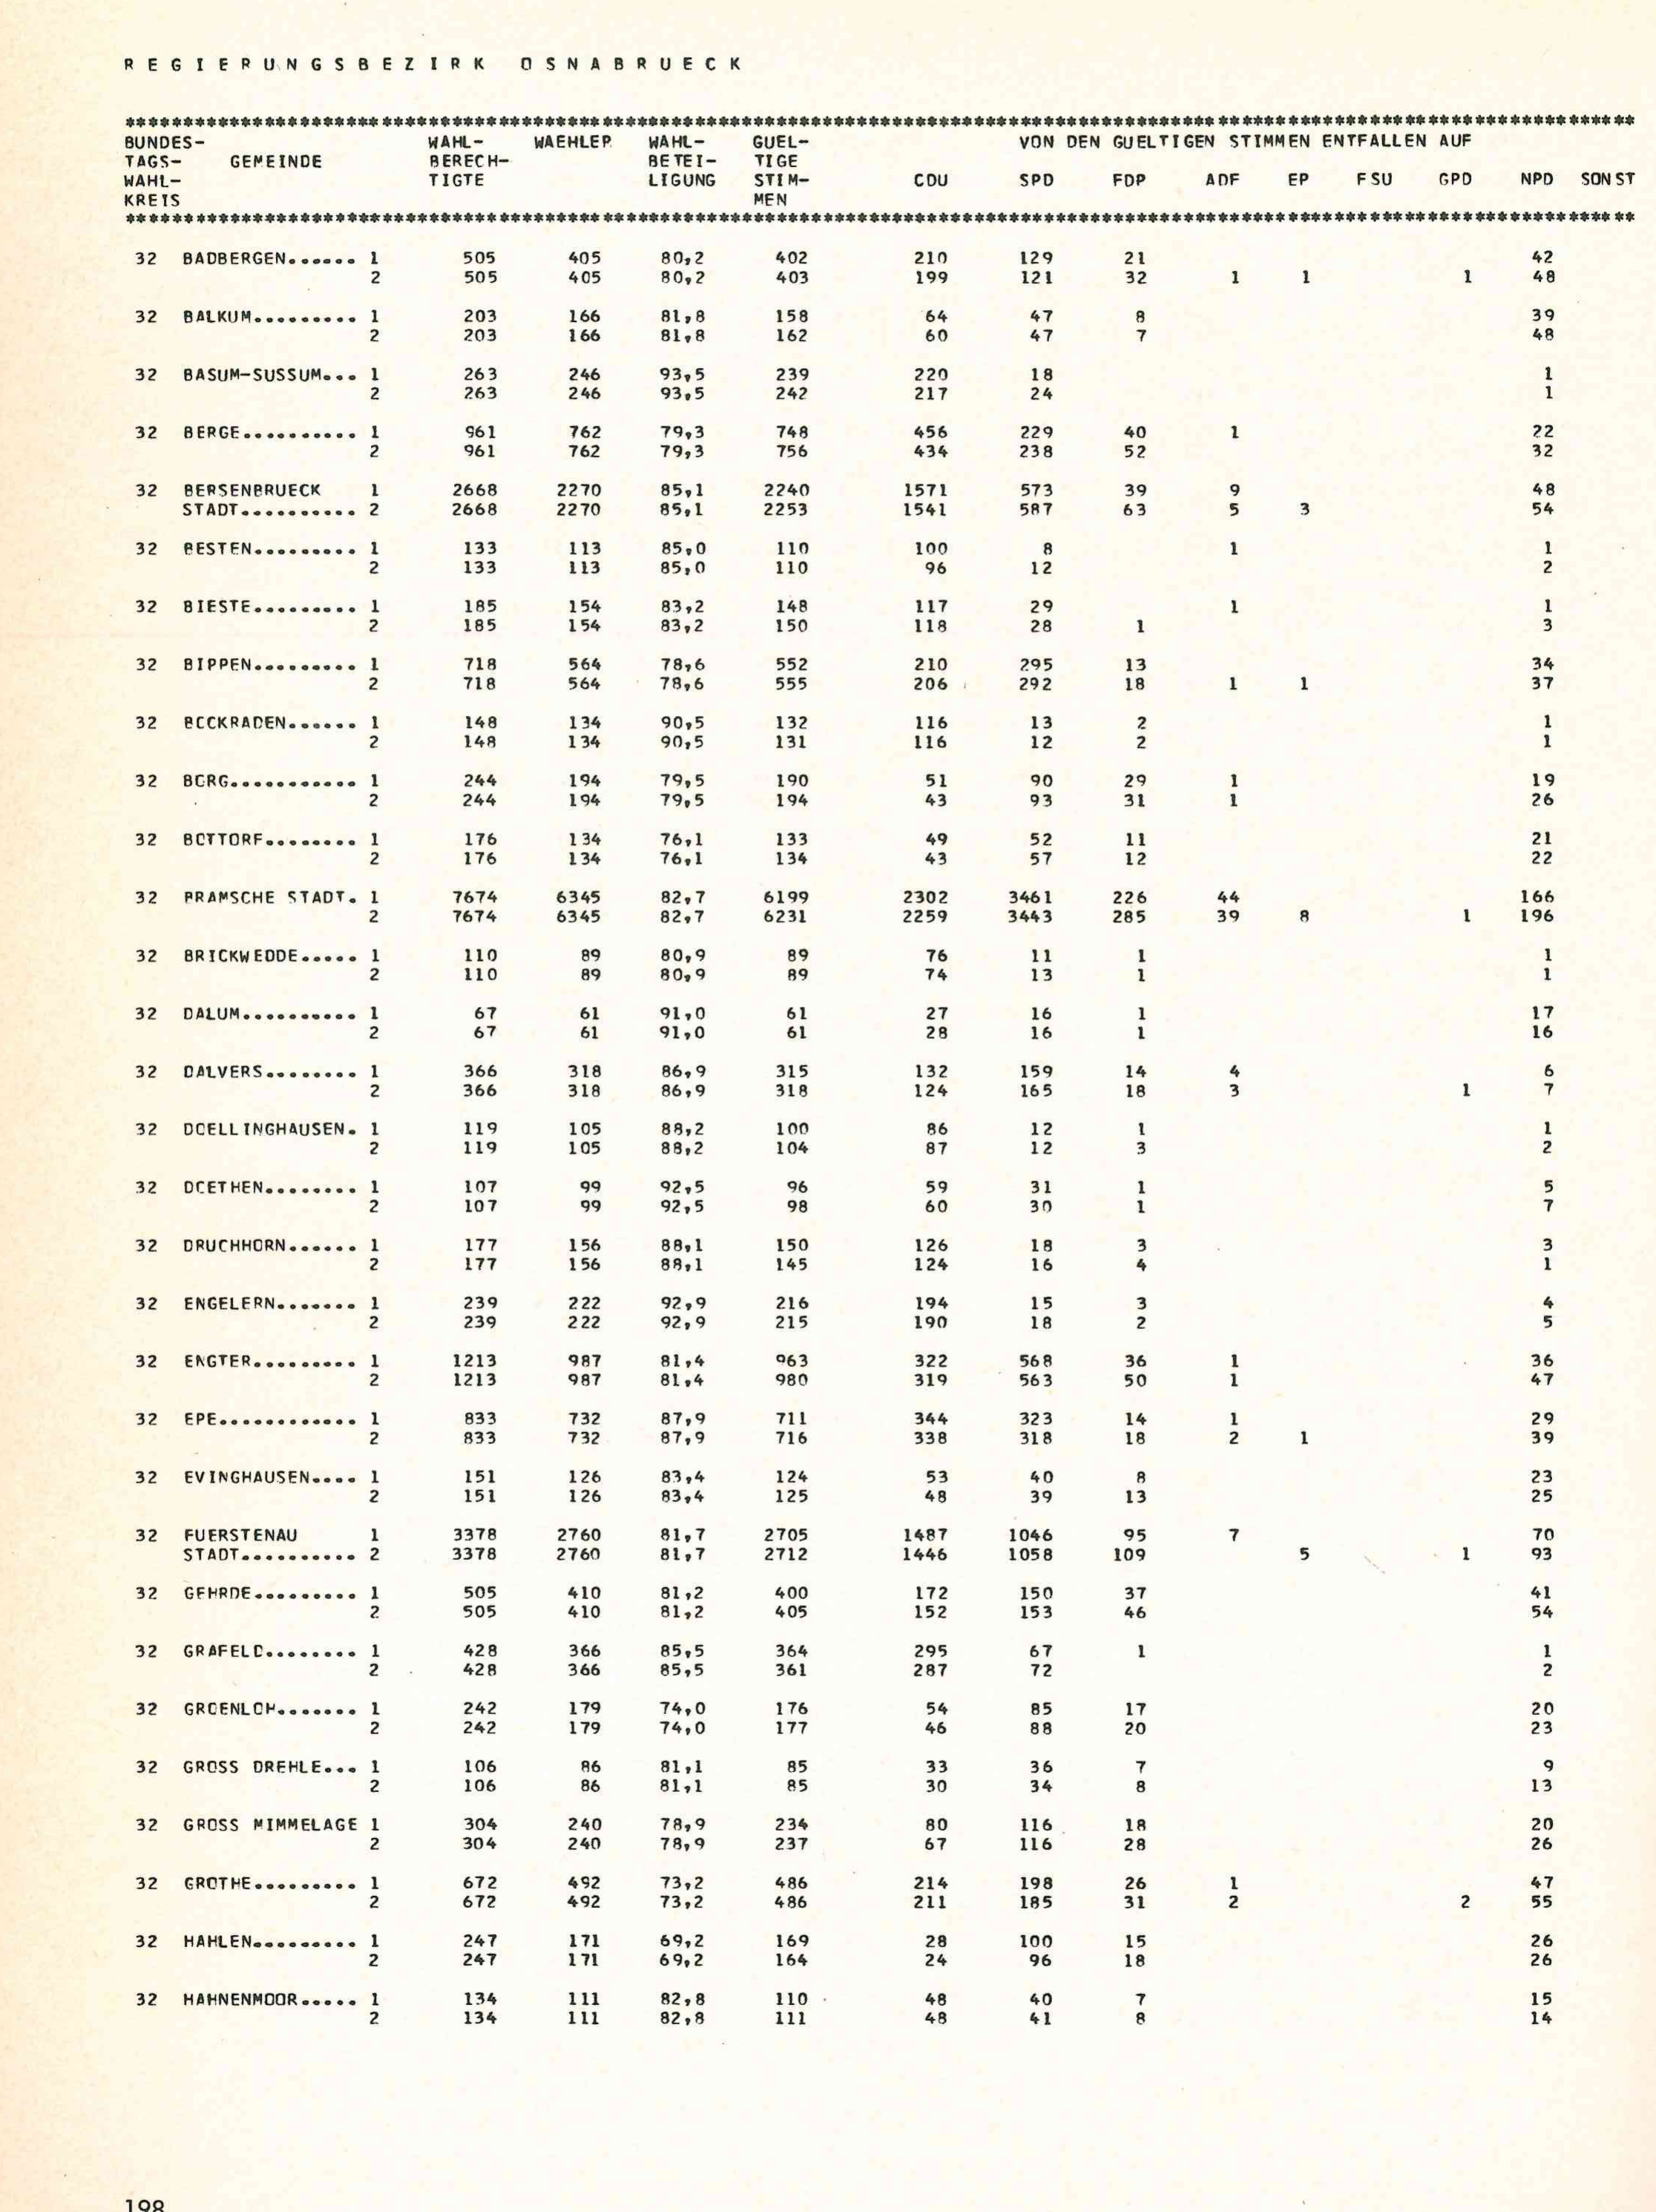 REGIERUNGSBEZIRK OSNABRUECK
**********************************************************************************************************************************
BUNDES- WAHL- WAEHLER WAHL- GUEL- VON DEN GUELTIGEN STIMMEN ENTFALLEN AUF
TAGS- GEMEINDE BERECH- BETEI- TIGE
WAHL- TIGTE LIGUNG STIM- CDU SPD FDP ADF EP FSU GPD NPD SONST
KREIS MEN
**********************************************************************************************************************************
32 BADBERGEN...... 1 505 405 80,2 402 210 129 21 42
2 505 405 80,2 403 199 121 32 1 1 1 48
32 BALKUM......... 1 203 166 81,8 158 64 47 8 39
2 203 166 81,8 162 60 47 7 48
32 BASUM-SUSSUM... 1 263 246 93,5 239 220 18 1
2 263 246 93,5 242 217 24 1
32 BERGE.......... 1 961 762 79,3 748 456 229 40 1 22
2 961 762 79,3 756 434 238 52 32
32 BERSENBRUECK 1 2668 2270 85,1 2240 1571 573 39 9 48
STADT.......... 2 2668 2270 85,1 2253 1541 587 63 5 3 54
32 BESTEN......... 1 133 113 85,0 110 100 8 1 1
2 133 113 85,0 110 96 12 2
32 BIESTE......... 1 185 154 83,2 148 117 29 1 1
2 185 154 83,2 150 118 28 1 3
32 BIPPEN......... 1 718 564 78,6 552 210 295 13 34
2 718 564 78,6 555 206 292 18 1 1 37
32 BOCKRADEN...... 1 148 134 90,5 132 116 13 2 1
2 148 134 90,5 131 116 12 2 1
32 BORG........... 1 244 194 79,5 190 51 90 29 1 19
2 244 194 79,5 194 43 93 31 1 26
32 BOTTORF........ 1 176 134 76,1 133 49 52 11 21
2 176 134 76,1 134 43 57 12 22
32 BRAMSCHE STADT. 1 7674 6345 82,7 6199 2302 3461 226 44 166
2 7674 6345 82,7 6231 2259 3443 285 39 8 1 196
32 BRICKWEDDE..... 1 110 89 80,9 89 76 11 1 1
2 110 89 80,9 89 74 13 1 1
32 DALUM.......... 1 67 61 91,0 61 27 16 1 17
2 67 61 91,0 61 28 16 1 16
32 DALVERS........ 1 366 318 86,9 315 132 159 14 4 6
2 366 318 86,9 318 124 165 18 3 1 7
32 DOELLINGHAUSEN. 1 119 105 88,2 100 86 12 1 1
2 119 105 88,2 104 87 12 3 2
32 DOETHEN........ 1 107 99 92,5 96 59 31 1 5
2 107 99 92,5 98 60 30 1 7
32 DRUCHHORN...... 1 177 156 88,1 150 126 18 3 3
2 177 156 88,1 145 124 16 4 1
32 ENGELERN....... 1 239 222 92,9 216 194 15 3 4
2 239 222 92,9 215 190 18 2 5
32 ENGTER......... 1 1213 987 81,4 963 322 568 36 1 36
2 1213 987 81,4 980 319 563 50 1 47
32 EPE............ 1 833 732 87,9 711 344 323 14 1 29
2 833 732 87,9 716 338 318 18 2 1 39
32 EVINGHAUSEN.... 1 151 126 83,4 124 53 40 8 23
2 151 126 83,4 125 48 39 13 25
32 FUERSTENAU 1 3378 2760 81,7 2705 1487 1046 95 7 70
STADT.......... 2 3378 2760 81,7 2712 1446 1058 109 5 1 93
32 GEHRDE......... 1 505 410 81,2 400 172 150 37 41
2 505 410 81,2 405 152 153 46 54
32 GRAFELD........ 1 428 366 85,5 364 295 67 1 1
2 428 366 85,5 361 287 72 2
32 GROENLOH....... 1 242 179 74,0 176 54 85 17 20
2 242 179 74,0 177 46 88 20 23
32 GROSS DREHLE... 1 106 86 81,1 85 33 36 7 9
2 106 86 81,1 85 30 34 8 13
32 GROSS MIMMELAGE 1 304 240 78,9 234 80 116 18 20
2 304 240 78,9 237 67 116 28 26
32 GROTHE......... 1 672 492 73,2 486 214 198 26 1 47
2 672 492 73,2 486 211 185 31 2 2 55
32 HAHLEN......... 1 247 171 69,2 169 28 100 15 26
2 247 171 69,2 164 24 96 18 26
32 HAHNENMOOR..... 1 134 111 82,8 110 48 40 7 15
2 134 111 82,8 111 48 41 8 14
198